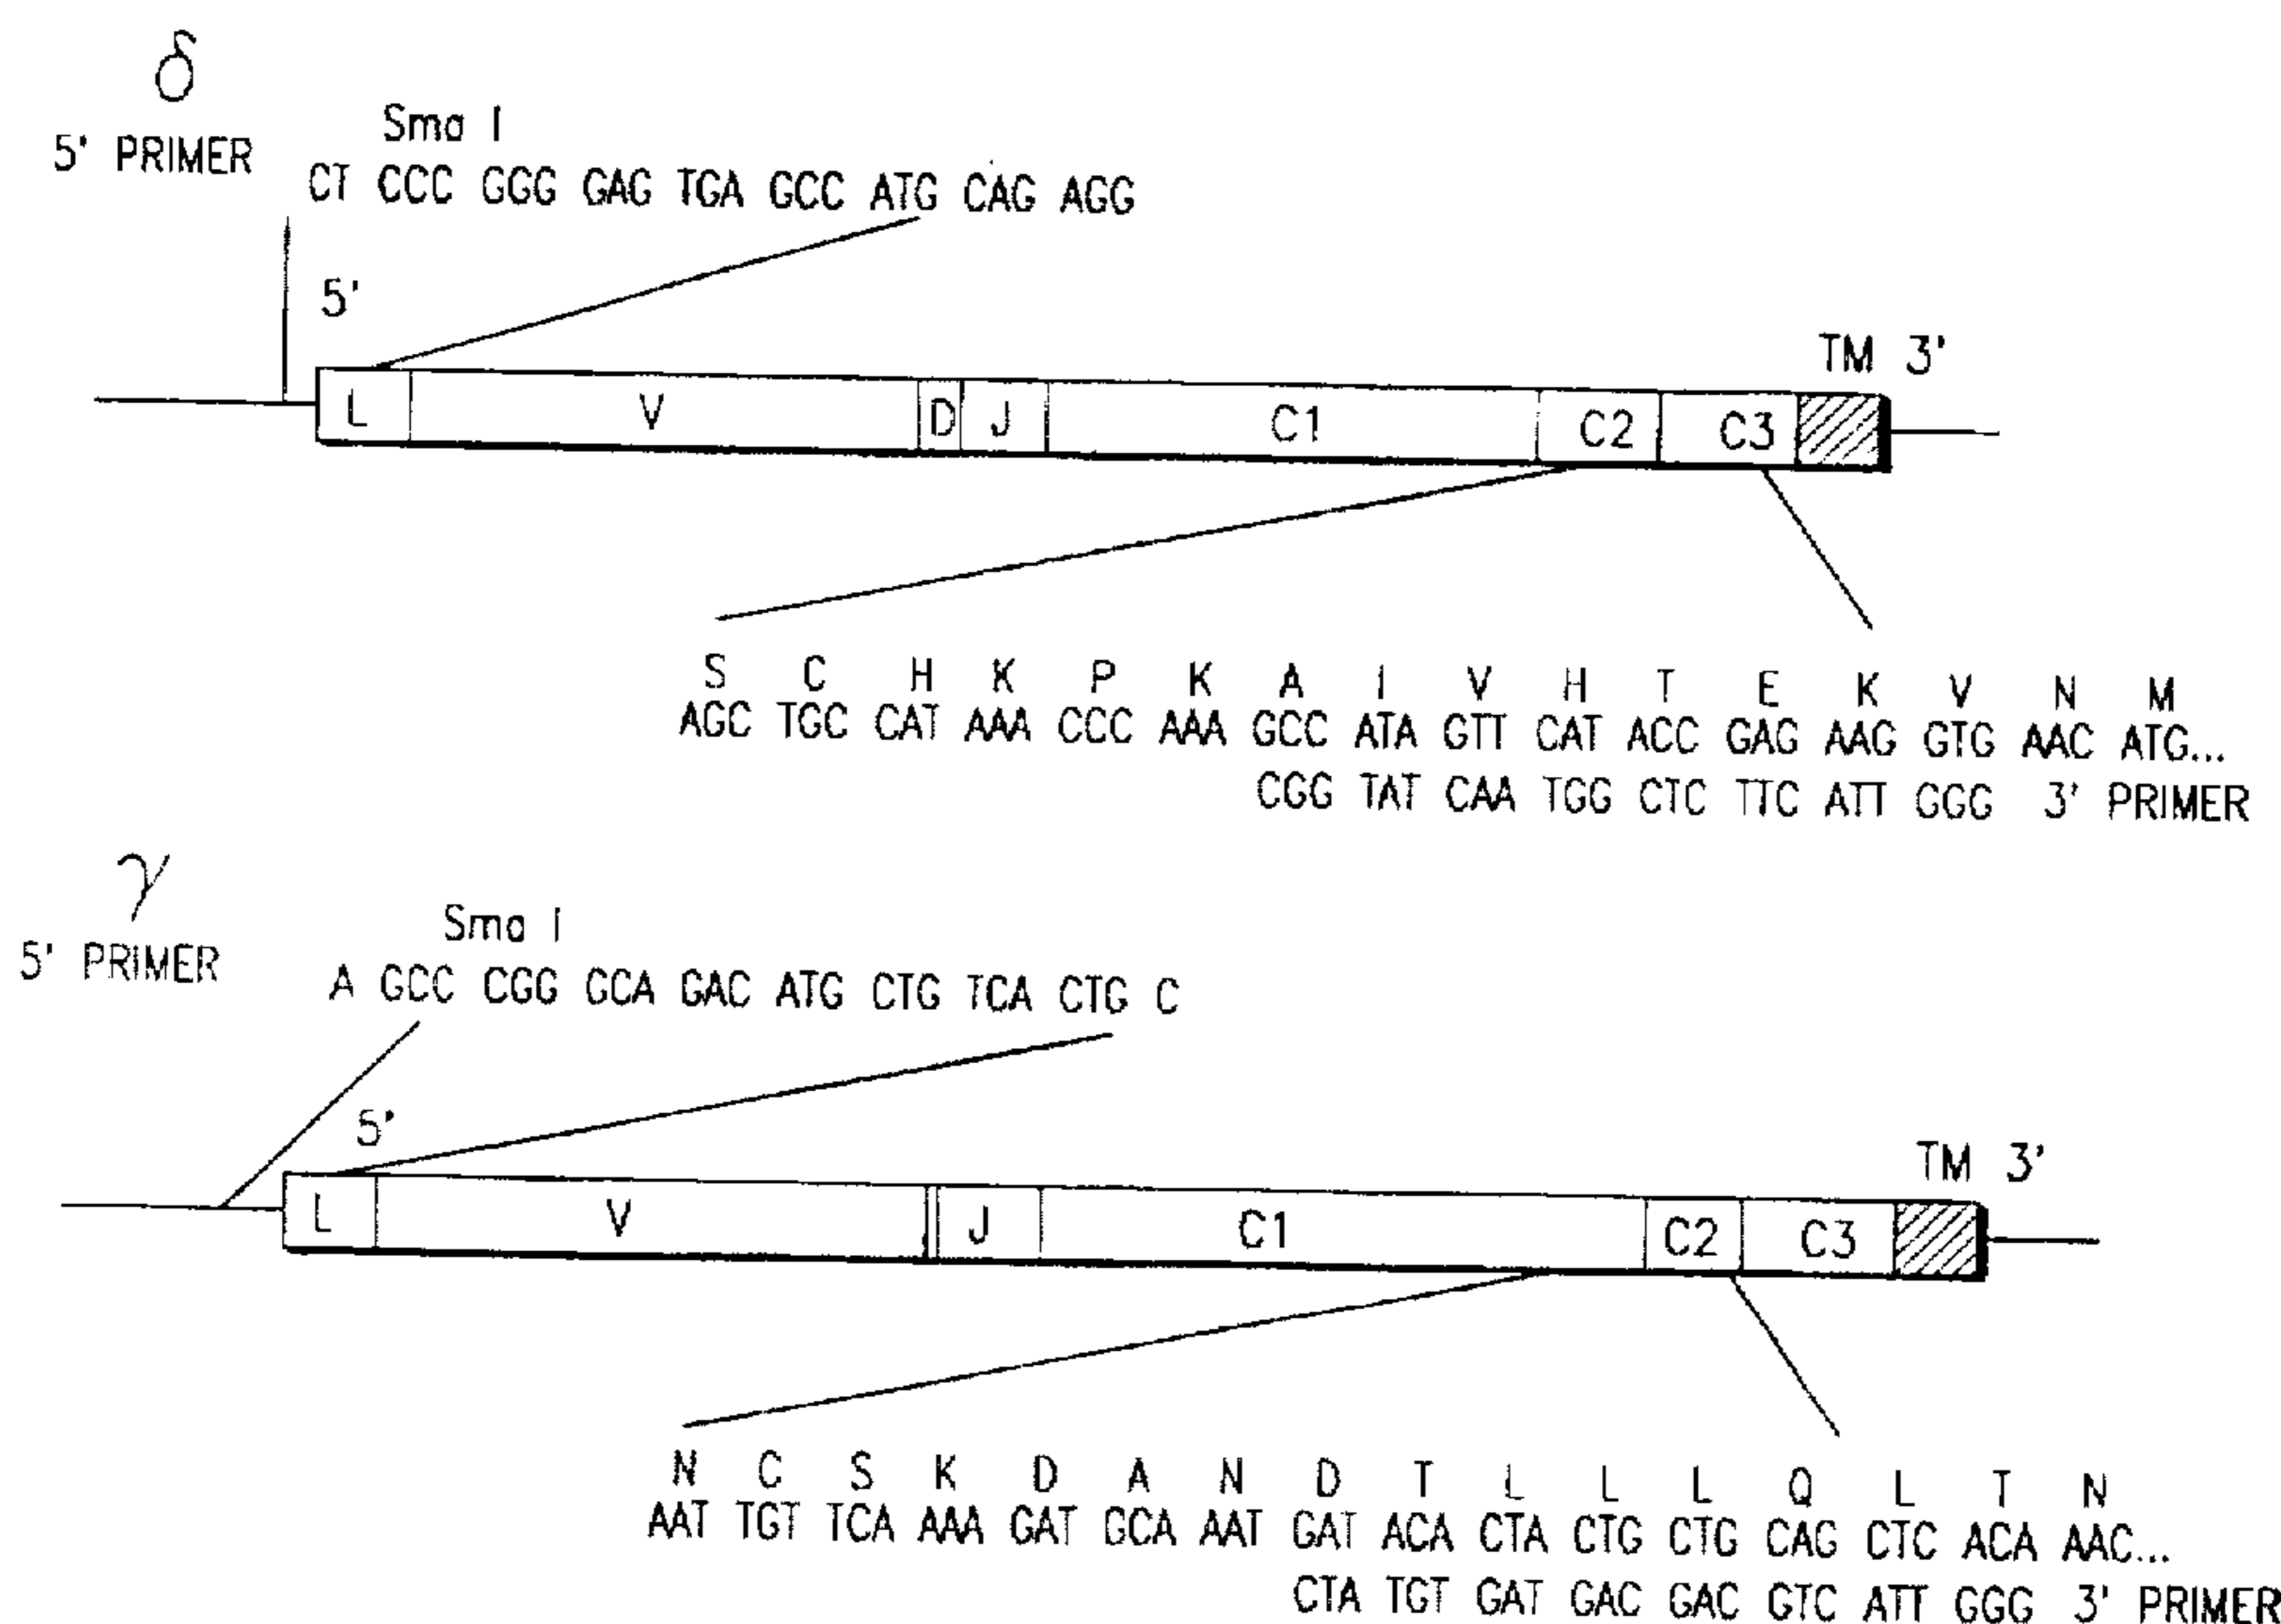 δ
5' PRIMER
Sma I
CT CCC GGG GAG TGA GCC ATG CAG AGG
5'
TM 3'
L V D J C1 C2 C3
S C H K P K A I V H T E K V N M
AGC TGC CAT AAA CCC AAA GCC ATA GTT CAT ACC GAG AAG GTG AAC ATG...
CGG TAT CAA TGG CTC TTC ATT GGG 3' PRIMER
γ
5' PRIMER
Sma I
A GCC CGG GCA GAC ATG CTG TCA CTG C
5'
TM 3'
L V J C1 C2 C3
N C S K D A N D T L L L Q L T N
AAT TGT TCA AAA GAT GCA AAT GAT ACA CTA CTG CTG CAG CTC ACA AAC...
CTA TGT GAT GAC GAC GTC ATT GGG 3' PRIMER